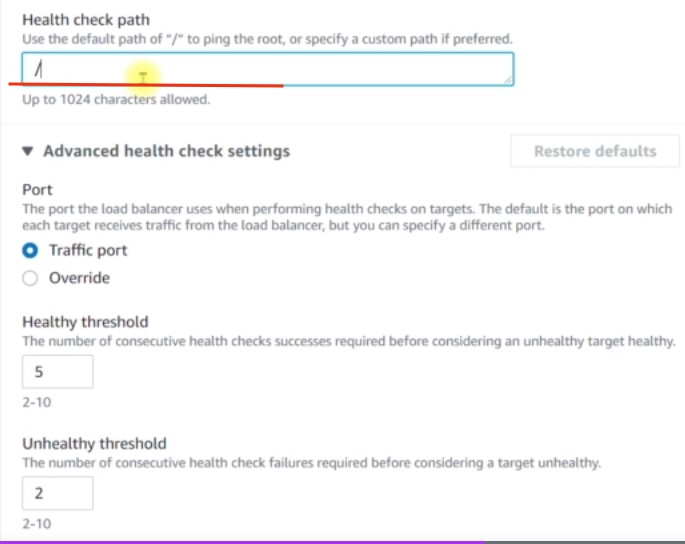 Health check path
Use the default path of "/" to ping the root, or specify a custom path if preferred.
/
Up to 1024 characters allowed.
▼ Advanced health check settings
Restore defaults
Port
The port the load balancer uses when performing health checks on targets. The default is the port on which
each target receives traffic from the load balancer, but you can specify a different port.
Traffic port
Override
Healthy threshold
The number of consecutive health checks successes required before considering an unhealthy target healthy.
5
2-10
Unhealthy threshold
The number of consecutive health check failures required before considering a target unhealthy.
2
2-10